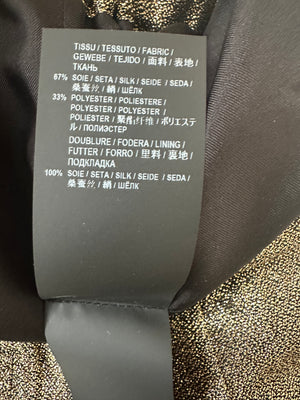 TISSU / TESSUTO / FABRIC /
GEWEBE / TEJIDO / 面料 / 表地 /
ТКАНЬ
67% SOIE / SETA / SILK / SEIDE / SEDA /
桑蚕丝 / 絹 / ШЁЛК
33% POLYESTER / POLIESTERE /
POLYESTER / POLYESTER /
POLIESTER / 聚酯纤维 / ポリエステ
ル / ПОЛИЭСТЕР
DOUBLURE / FODERA / LINING /
FUTTER / FORRO / 里料 / 裏地 /
ПОДКЛАДКА
100% SOIE / SETA / SILK / SEIDE / SEDA /
桑蚕丝 / 絹 / ШЁЛК